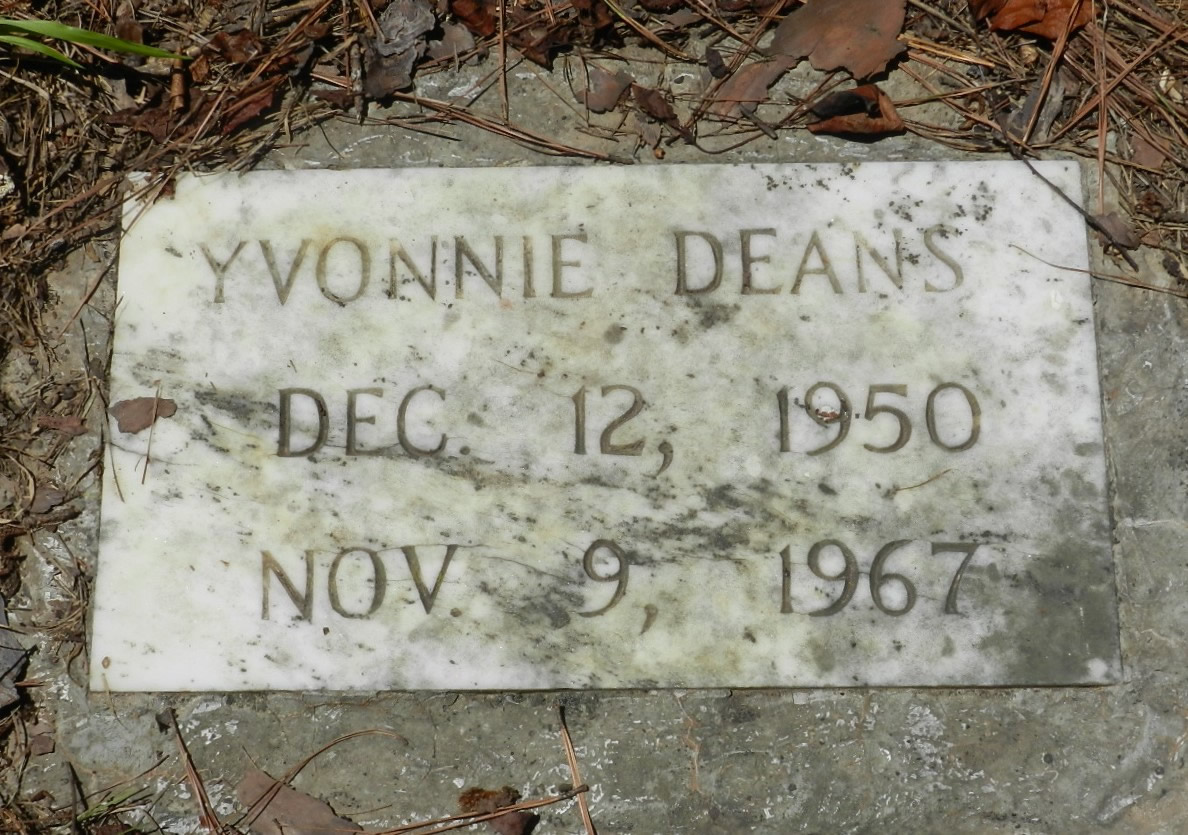 YVONNIE DEANS
DEC. 12, 1950
NOV. 9, 1967